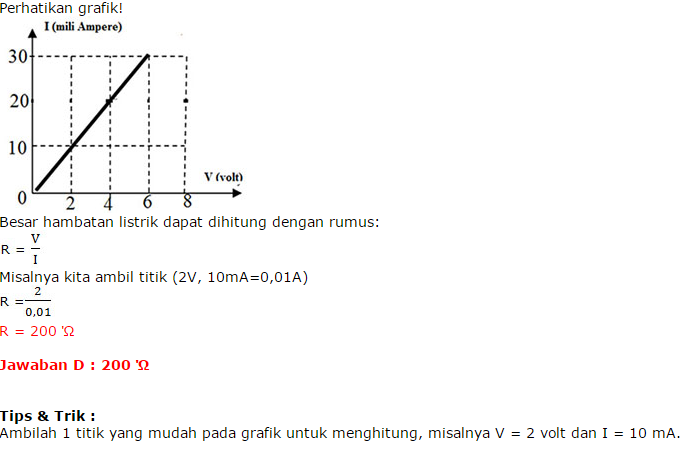 Perhatikan grafik!
I (mili Ampere)
30
20
10
V (volt)
0
2 4 6 8
Besar hambatan listrik dapat dihitung dengan rumus:
R = V/I
Misalnya kita ambil titik (2V, 10mA=0,01A)
R = 2/0,01
R = 200 'Ω
Jawaban D : 200 'Ω
Tips & Trik :
Ambilah 1 titik yang mudah pada grafik untuk menghitung, misalnya V = 2 volt dan I = 10 mA.